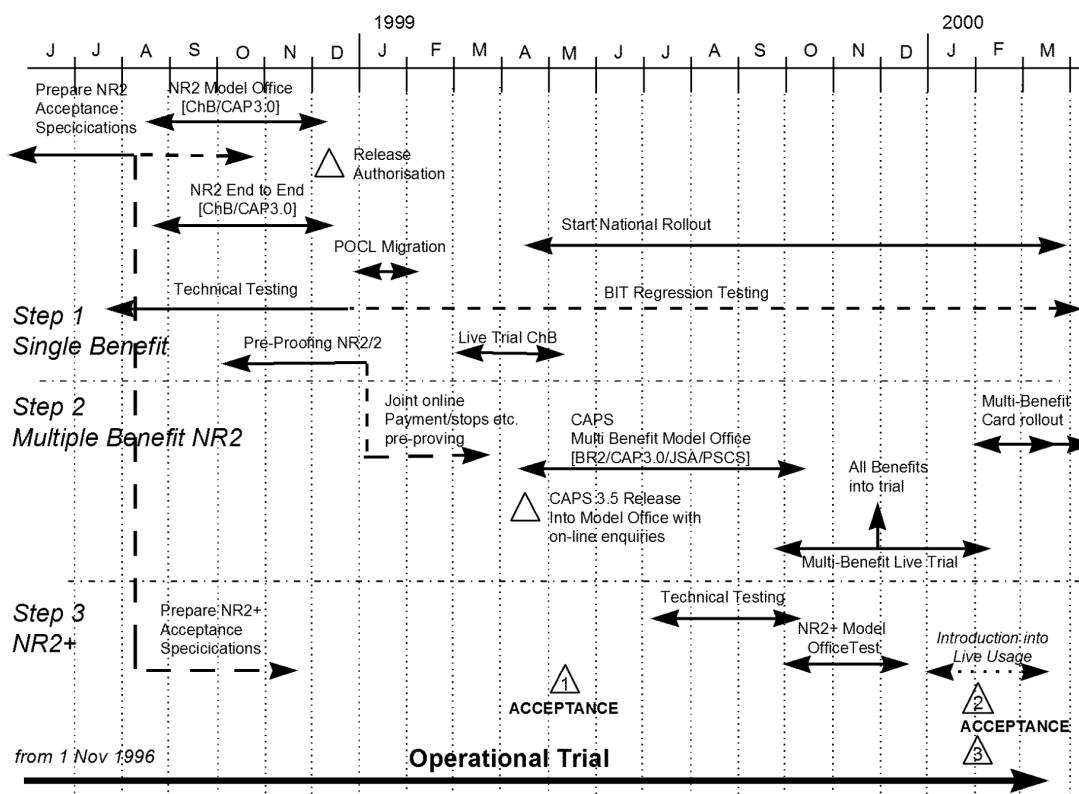 1999
2000
J J A S O N D J F M A M J J A S O N D J F M
Prepare NR2
Acceptance
Specicications
NR2 Model Office
[ChB/CAP3.0]
Release
Authorisation
NR2 End to End
[ChB/CAP3.0]
Start National Rollout
POCL Migration
Technical Testing
BIT Regression Testing
Step 1
Single Benefit
Live Trial ChB
Pre-Proofing NR2/2
Step 2
Multiple Benefit NR2
Joint online
Payment/stops etc.
pre-proving
CAPS
Multi Benefit Model Office
[BR2/CAP3.0/JSA/PSCS]
Multi-Benefit
Card rollout
All Benefits
into trial
CAPS 3.5 Release
Into Model Office with
on-line enquiries
Multi-Benefit Live Trial
Step 3
NR2+
Prepare NR2+
Acceptance
Specicications
Technical Testing
NR2+ Model
OfficeTest
Introduction into
Live Usage
1
ACCEPTANCE
2
ACCEPTANCE
3
from 1 Nov 1996
Operational Trial